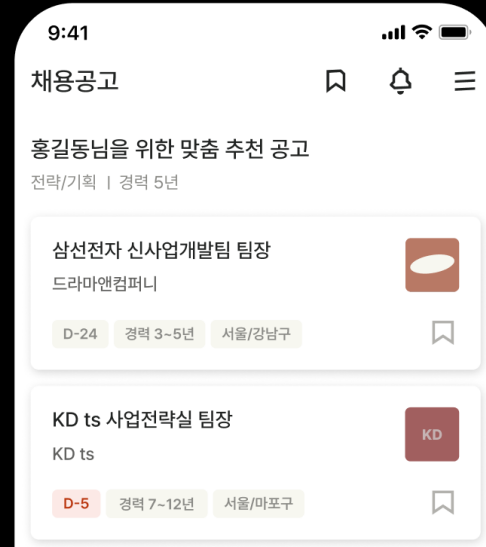 9:41
채용공고
홍길동님을 위한 맞춤 추천 공고
전략/기획 | 경력 5년
삼선전자 신사업개발팀 팀장
드라마앤컴퍼니
D-24 경력 3~5년 서울/강남구
KD ts 사업전략실 팀장
KD
KD ts
D-5 경력 7~12년 서울/마포구